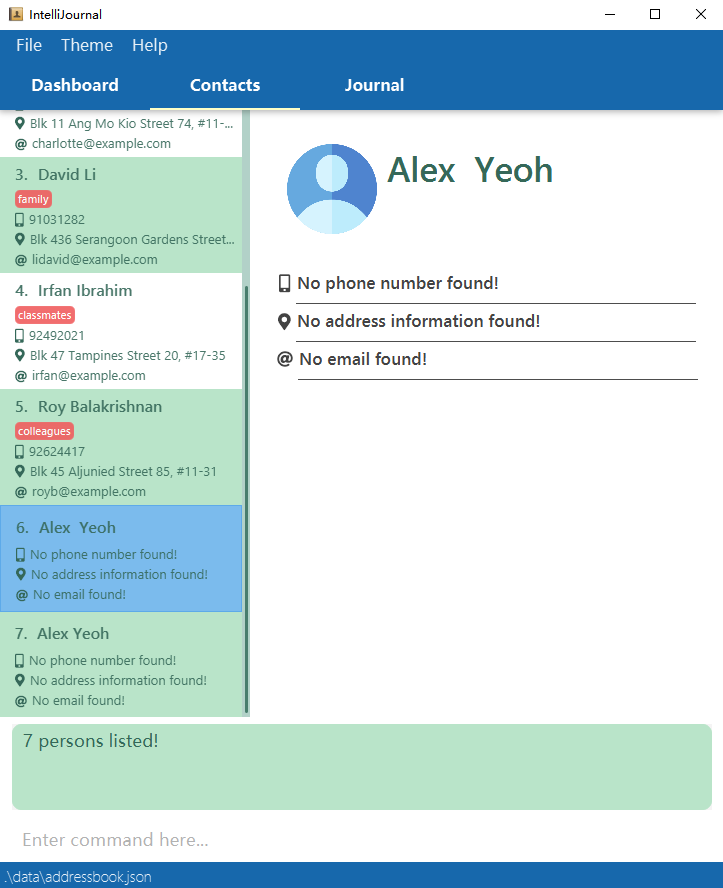 IntelliJournal
File Theme Help
Dashboard Contacts Journal
Blk 11 Ang Mo Kio Street 74, #11-...
@ charlotte@example.com
3. David Li
family
91031282
Blk 436 Serangoon Gardens Street...
@ lidavid@example.com
4. Irfan Ibrahim
classmates
92492021
Blk 47 Tampines Street 20, #17-35
@ irfan@example.com
5. Roy Balakrishnan
colleagues
92624417
Blk 45 Aljunied Street 85, #11-31
@ royb@example.com
6. Alex  Yeoh
No phone number found!
No address information found!
@ No email found!
7. Alex Yeoh
No phone number found!
No address information found!
@ No email found!
Alex  Yeoh
No phone number found!
No address information found!
@ No email found!
7 persons listed!
Enter command here...
.\data\addressbook.json